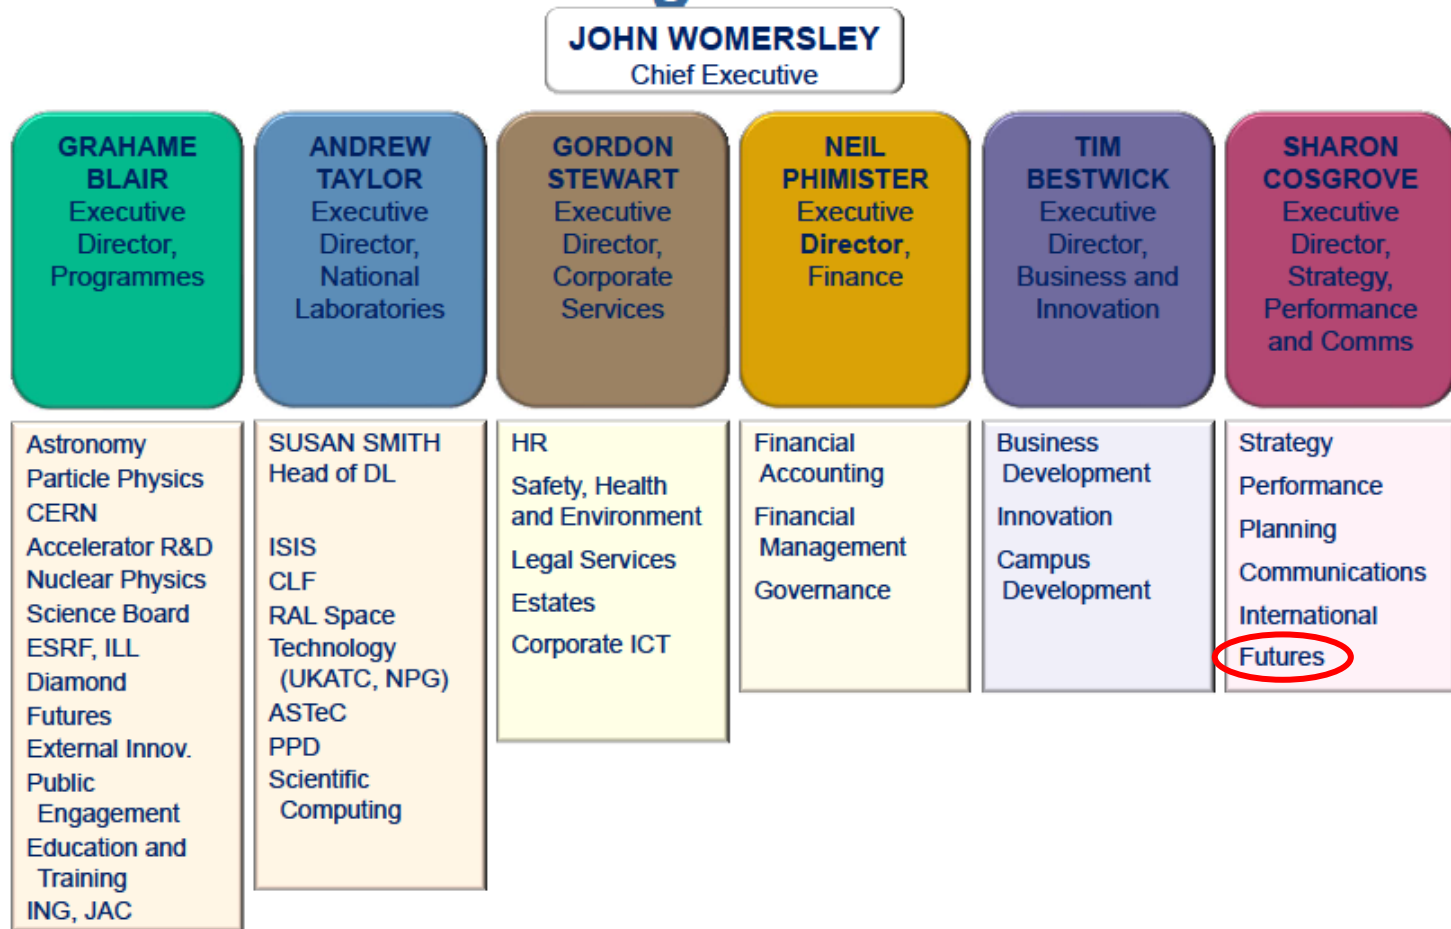 JOHN WOMERSLEY
Chief Executive
GRAHAME
BLAIR
Executive
Director,
Programmes
ANDREW
TAYLOR
Executive
Director,
National
Laboratories
GORDON
STEWART
Executive
Director,
Corporate
Services
NEIL
PHIMISTER
Executive
Director,
Finance
TIM
BESTWICK
Executive
Director,
Business and
Innovation
SHARON
COSGROVE
Executive
Director,
Strategy,
Performance
and Comms
Astronomy
Particle Physics
CERN
Accelerator R&D
Nuclear Physics
Science Board
ESRF, ILL
Diamond
Futures
External Innov.
Public
Engagement
Education and
Training
ING, JAC
SUSAN SMITH
Head of DL
ISIS
CLF
RAL Space
Technology
(UKATC, NPG)
ASTeC
PPD
Scientific
Computing
HR
Safety, Health
and Environment
Legal Services
Estates
Corporate ICT
Financial
Accounting
Financial
Management
Governance
Business
Development
Innovation
Campus
Development
Strategy
Performance
Planning
Communications
International
Futures